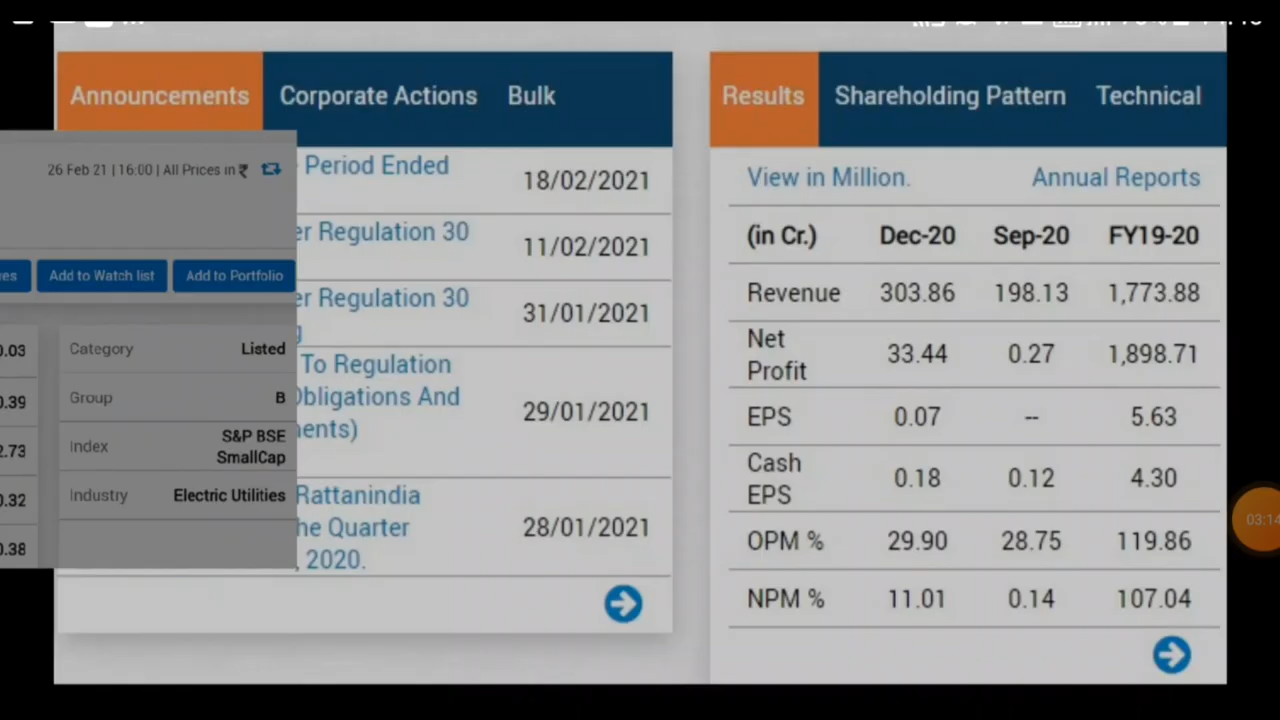 Announcements Corporate Actions Bulk
26 Feb 21 | 16:00 | All Prices in ₹
Add to Watch list Add to Portfolio
Category Listed
Group B
Index S&P BSE
SmallCap
Industry Electric Utilities
Period Ended 18/02/2021
er Regulation 30 11/02/2021
er Regulation 30 31/01/2021
To Regulation
Obligations And 29/01/2021
ents)
Rattanindia
he Quarter 28/01/2021
, 2020.
Results Shareholding Pattern Technical
View in Million. Annual Reports
(in Cr.) Dec-20 Sep-20 FY19-20
Revenue 303.86 198.13 1,773.88
Net
Profit 33.44 0.27 1,898.71
EPS 0.07 -- 5.63
Cash
EPS 0.18 0.12 4.30
OPM % 29.90 28.75 119.86
NPM % 11.01 0.14 107.04
03:14